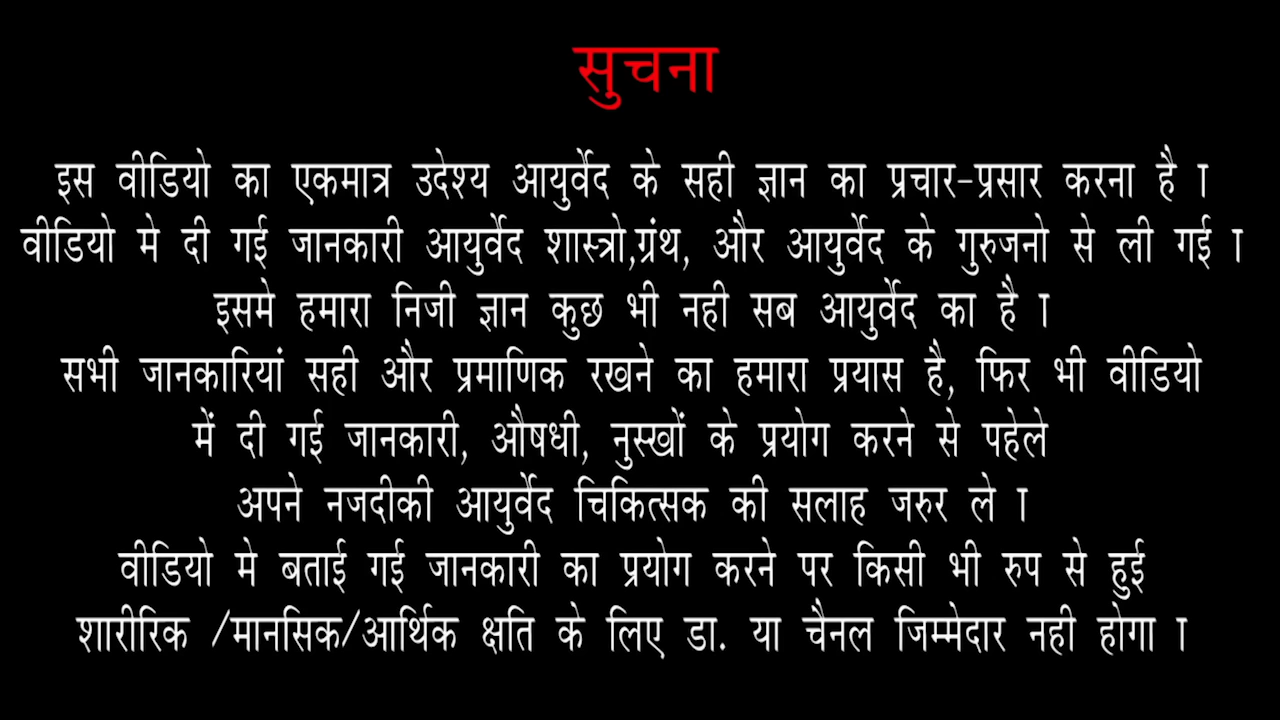 सुचना
इस वीडियो का एकमात्र उदेश्य आयुर्वेद के सही ज्ञान का प्रचार-प्रसार करना है ।
वीडियो मे दी गई जानकारी आयुर्वेद शास्त्रो,ग्रंथ, और आयुर्वेद के गुरुजनो से ली गई ।
इसमे हमारा निजी ज्ञान कुछ भी नही सब आयुर्वेद का है ।
सभी जानकारियां सही और प्रमाणिक रखने का हमारा प्रयास है, फिर भी वीडियो
में दी गई जानकारी, औषधी, नुस्खों के प्रयोग करने से पहेले
अपने नजदीकी आयुर्वेद चिकित्सक की सलाह जरुर ले ।
वीडियो मे बताई गई जानकारी का प्रयोग करने पर किसी भी रुप से हुई
शारीरिक /मानसिक/आर्थिक क्षति के लिए डा. या चैनल जिम्मेदार नही होगा ।